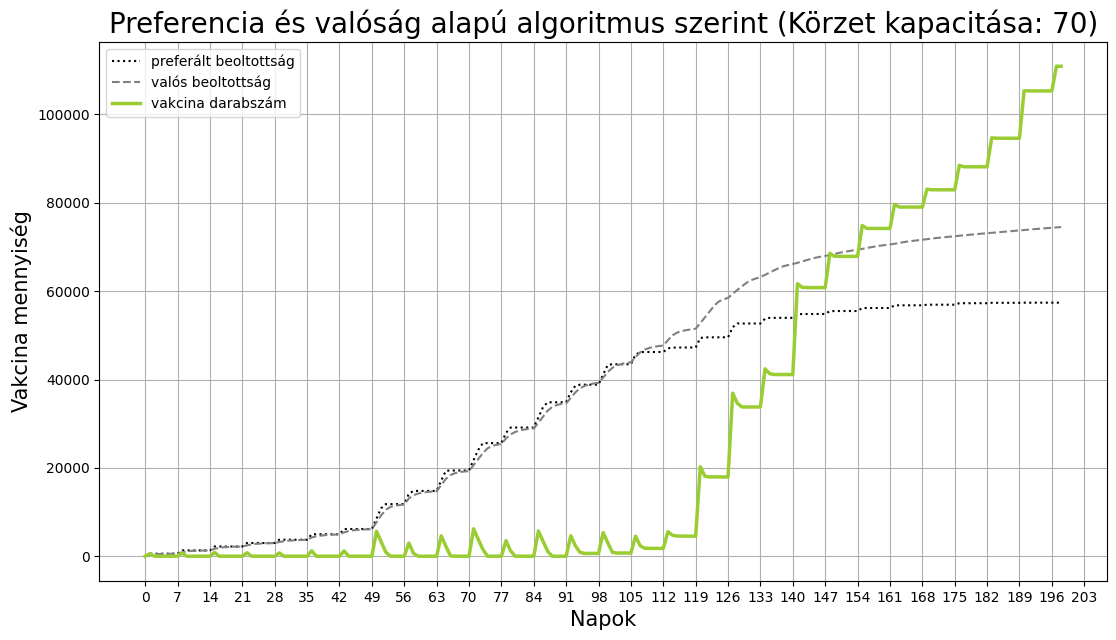 Preferencia és valóság alapú algoritmus szerint (Körzet kapacitása: 70)
preferált beoltottság
valós beoltottság
vakcina darabszám
Vakcina mennyiség
100000
80000
60000
40000
20000
0
0 7 14 21 28 35 42 49 56 63 70 77 84 91 98 105 112 119 126 133 140 147 154 161 168 175 182 189 196 203
Napok